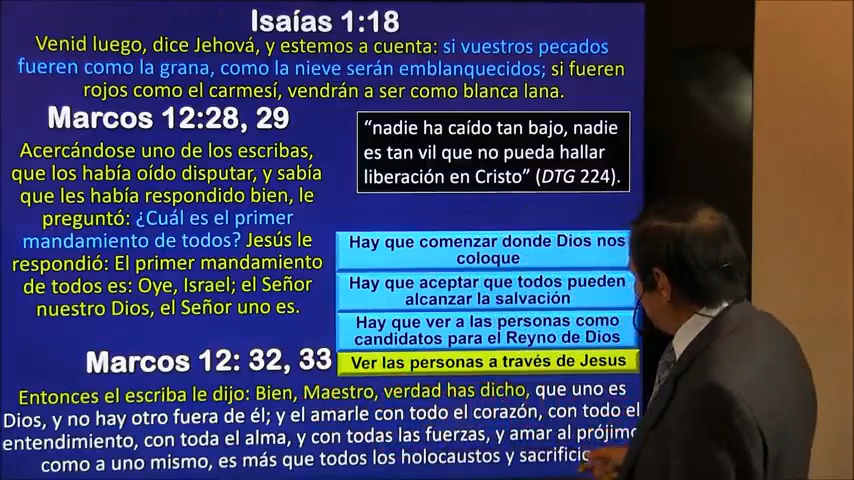 Isaías 1:18
Venid luego, dice Jehová, y estemos a cuenta: si vuestros pecados
fueren como la grana, como la nieve serán emblanquecidos; si fueren
rojos como el carmesí, vendrán a ser como blanca lana.
Marcos 12:28, 29
Acercándose uno de los escribas,
que los había oído disputar, y sabía
que les había respondido bien, le
preguntó: ¿Cuál es el primer
mandamiento de todos? Jesús le
respondió: El primer mandamiento
de todos es: Oye, Israel; el Señor
nuestro Dios, el Señor uno es.
“nadie ha caído tan bajo, nadie
es tan vil que no pueda hallar
liberación en Cristo” (DTG 224).
Hay que comenzar donde Dios nos
coloque
Hay que aceptar que todos pueden
alcanzar la salvación
Hay que ver a las personas como
candidatos para el Reyno de Dios
Ver las personas a través de Jesus
Marcos 12: 32, 33
Entonces el escriba le dijo: Bien, Maestro, verdad has dicho, que uno es
Dios, y no hay otro fuera de él; y el amarle con todo el corazón, con todo el
entendimiento, con toda el alma, y con todas las fuerzas, y amar al prójimo
como a uno mismo, es más que todos los holocaustos y